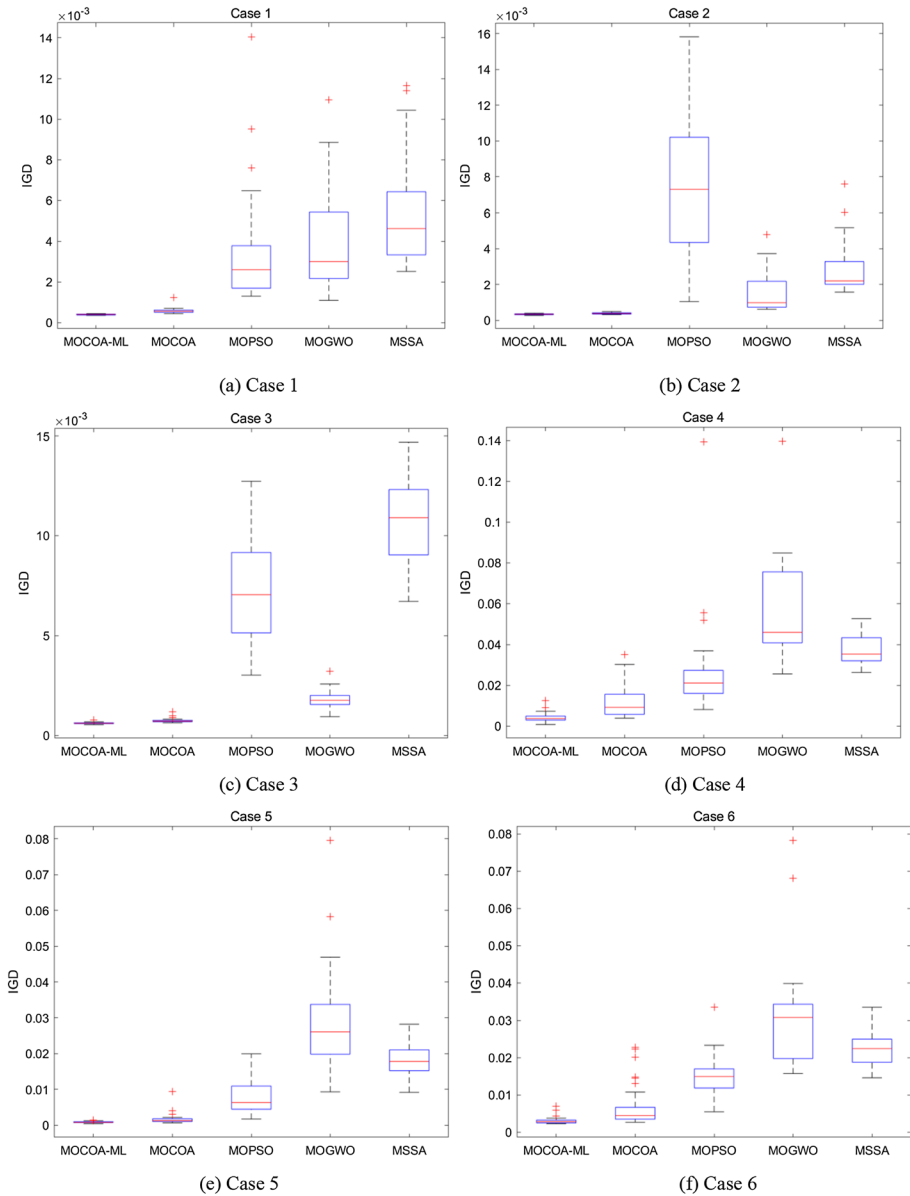 Case 1
×10⁻³
14
12
10
8
6
4
2
0
IGD
MOCOA-ML MOCOA MOPSO MOGWO MSSA
(a) Case 1
Case 2
×10⁻³
16
14
12
10
8
6
4
2
0
IGD
MOCOA-ML MOCOA MOPSO MOGWO MSSA
(b) Case 2
Case 3
×10⁻³
15
10
5
0
IGD
MOCOA-ML MOCOA MOPSO MOGWO MSSA
(c) Case 3
Case 4
0.14
0.12
0.1
0.08
0.06
0.04
0.02
0
IGD
MOCOA-ML MOCOA MOPSO MOGWO MSSA
(d) Case 4
Case 5
0.08
0.07
0.06
0.05
0.04
0.03
0.02
0.01
0
IGD
MOCOA-ML MOCOA MOPSO MOGWO MSSA
(e) Case 5
Case 6
0.08
0.07
0.06
0.05
0.04
0.03
0.02
0.01
0
IGD
MOCOA-ML MOCOA MOPSO MOGWO MSSA
(f) Case 6